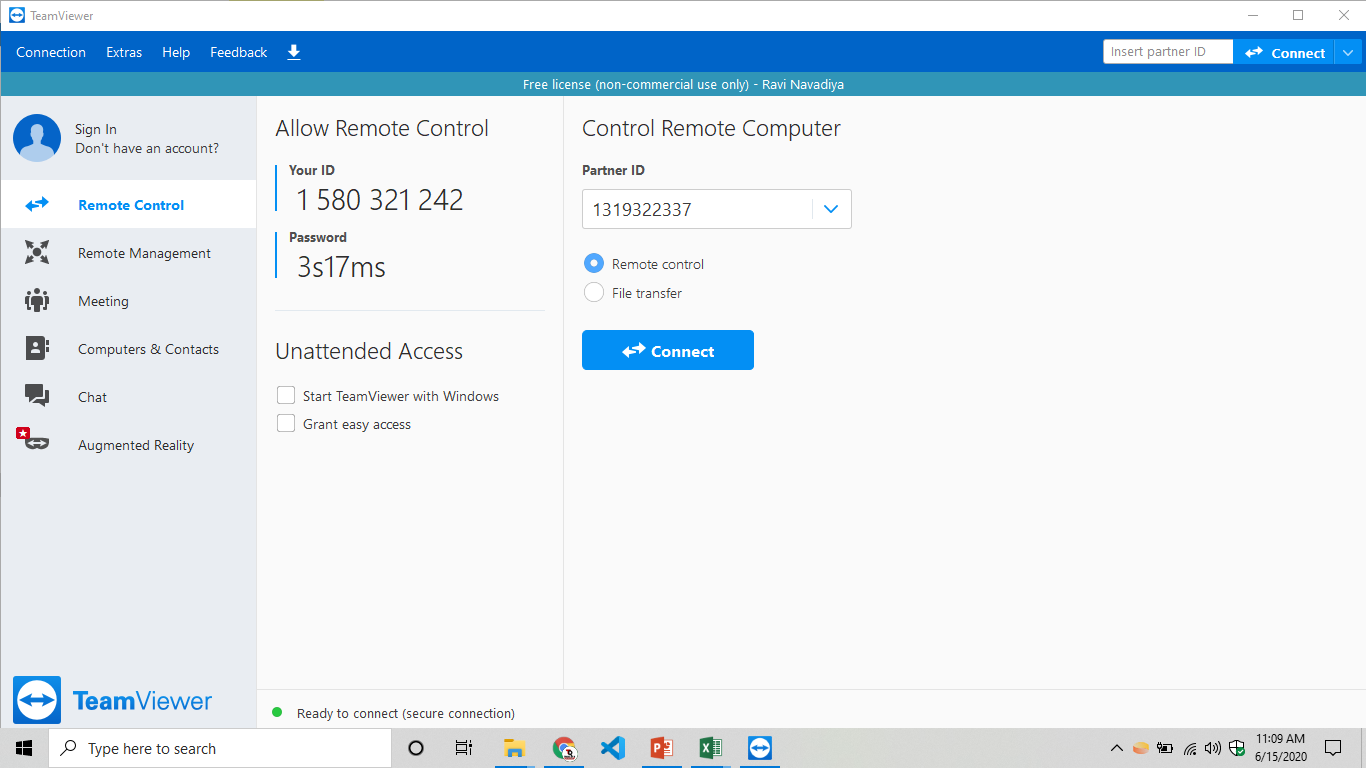 TeamViewer
Connection Extras Help Feedback
Insert partner ID Connect
Free license (non-commercial use only) - Ravi Navadiya
Sign In
Don't have an account?
Remote Control
Remote Management
Meeting
Computers & Contacts
Chat
Augmented Reality
TeamViewer
Allow Remote Control
Your ID
1 580 321 242
Password
3s17ms
Unattended Access
Start TeamViewer with Windows
Grant easy access
Control Remote Computer
Partner ID
1319322337
Remote control
File transfer
Connect
Ready to connect (secure connection)
Type here to search
11:09 AM
6/15/2020